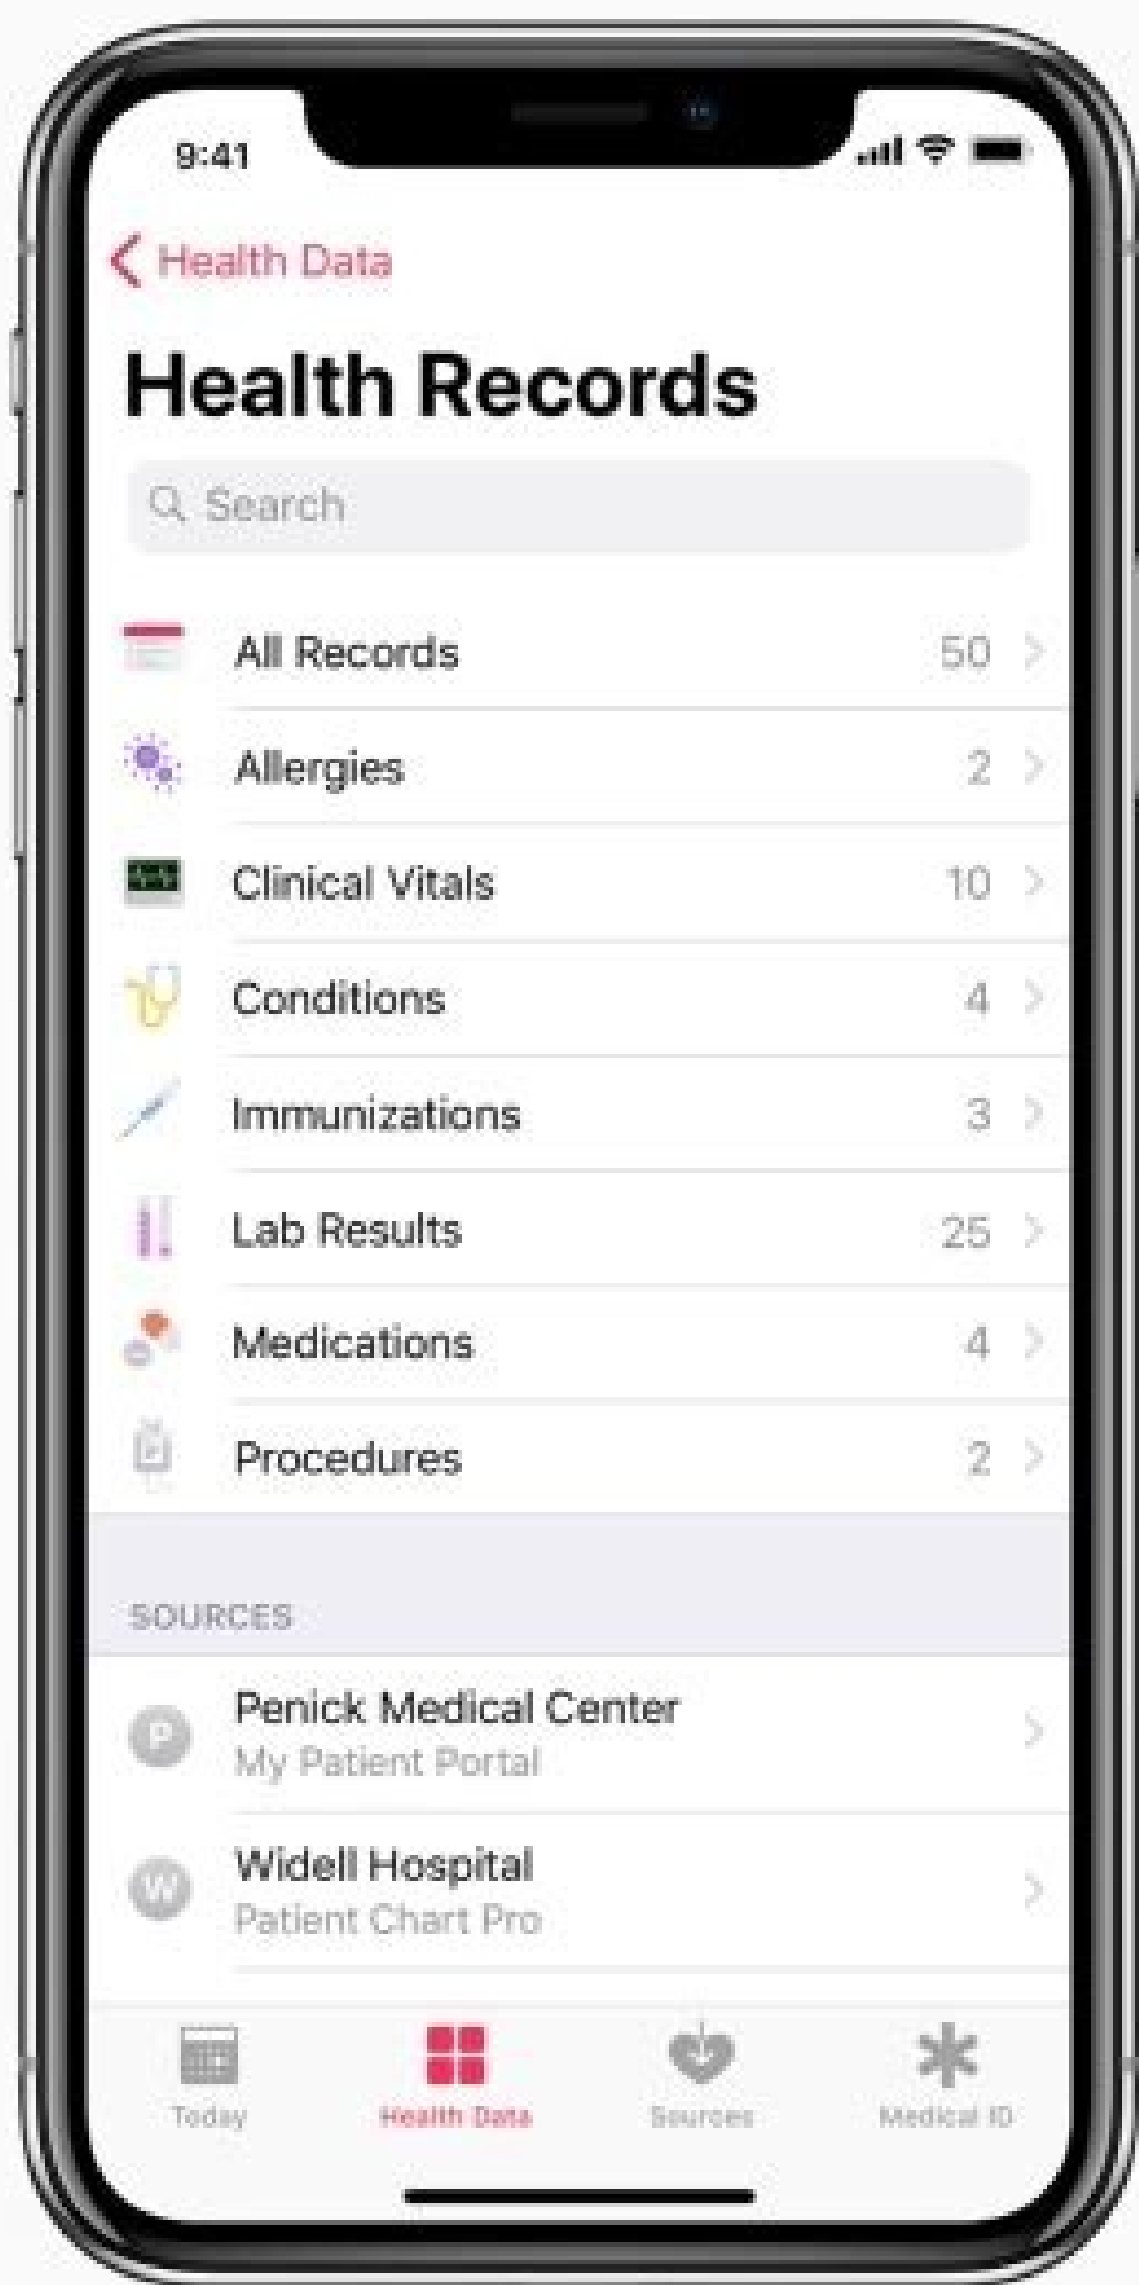 9:41
Health Data
Health Records
Search
All Records 50
Allergies 2
Clinical Vitals 10
Conditions 4
Immunizations 3
Lab Results 25
Medications 4
Procedures 2
SOURCES
P
Penick Medical Center
My Patient Portal
W
Widell Hospital
Patient Chart Pro
Today Health Data Sources Medical ID